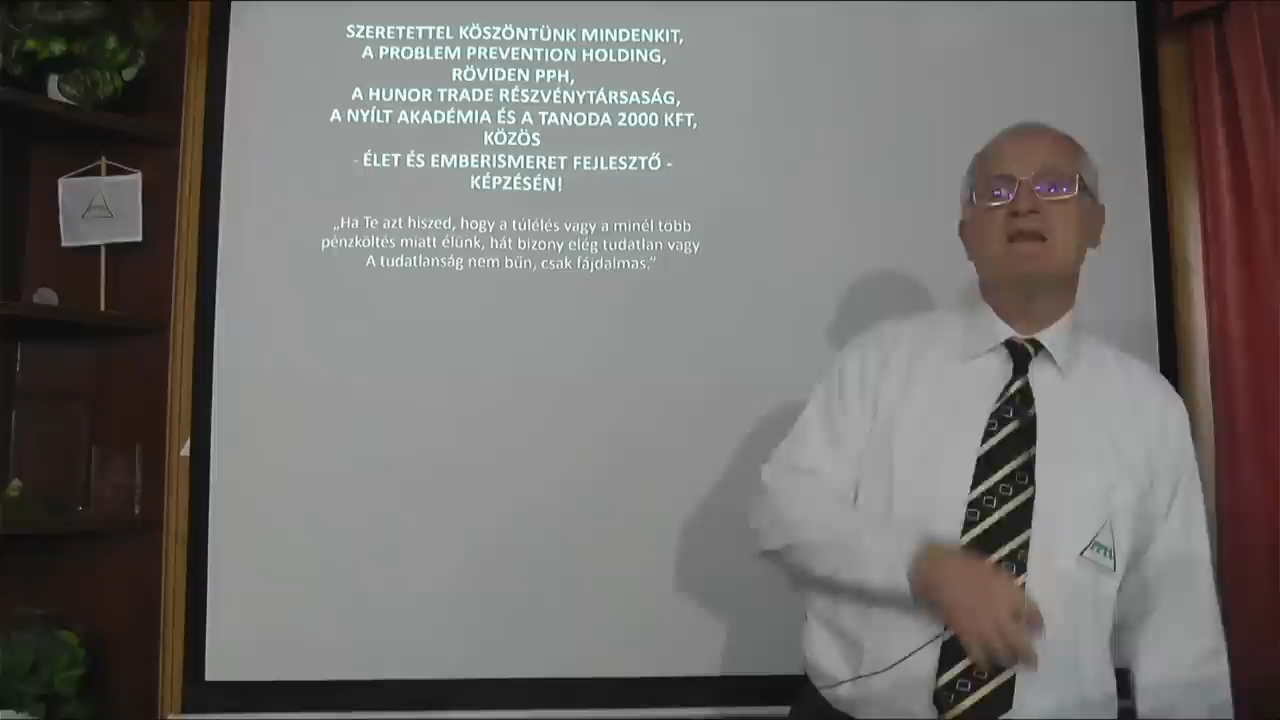 SZERETETTEL KÖSZÖNTÜNK MINDENKIT,
A PROBLEM PREVENTION HOLDING,
RÖVIDEN PPH,
A HUNOR TRADE RÉSZVÉNYTÁRSASÁG,
A NYÍLT AKADÉMIA ÉS A TANODA 2000 KFT,
KÖZÖS
- ÉLET ÉS EMBERISMERET FEJLESZTŐ -
KÉPZÉSÉN!
„Ha Te azt hiszed, hogy a túlélés vagy a minél több
pénzköltés miatt élünk, hát bizony elég tudatlan vagy
A tudatlanság nem bűn, csak fájdalmas.”